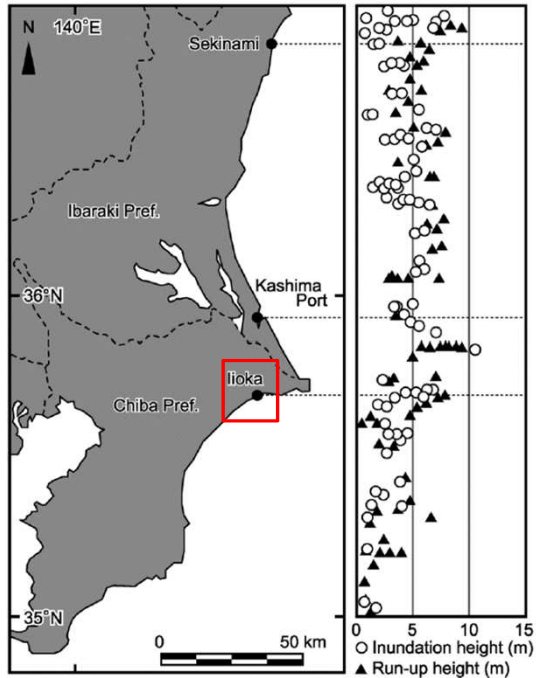 140°E
N
Sekinami
Ibaraki Pref.
36°N
Kashima
Port
Iioka
Chiba Pref.
35°N
0 50 km
0 5 10 15
Inundation height (m)
Run-up height (m)